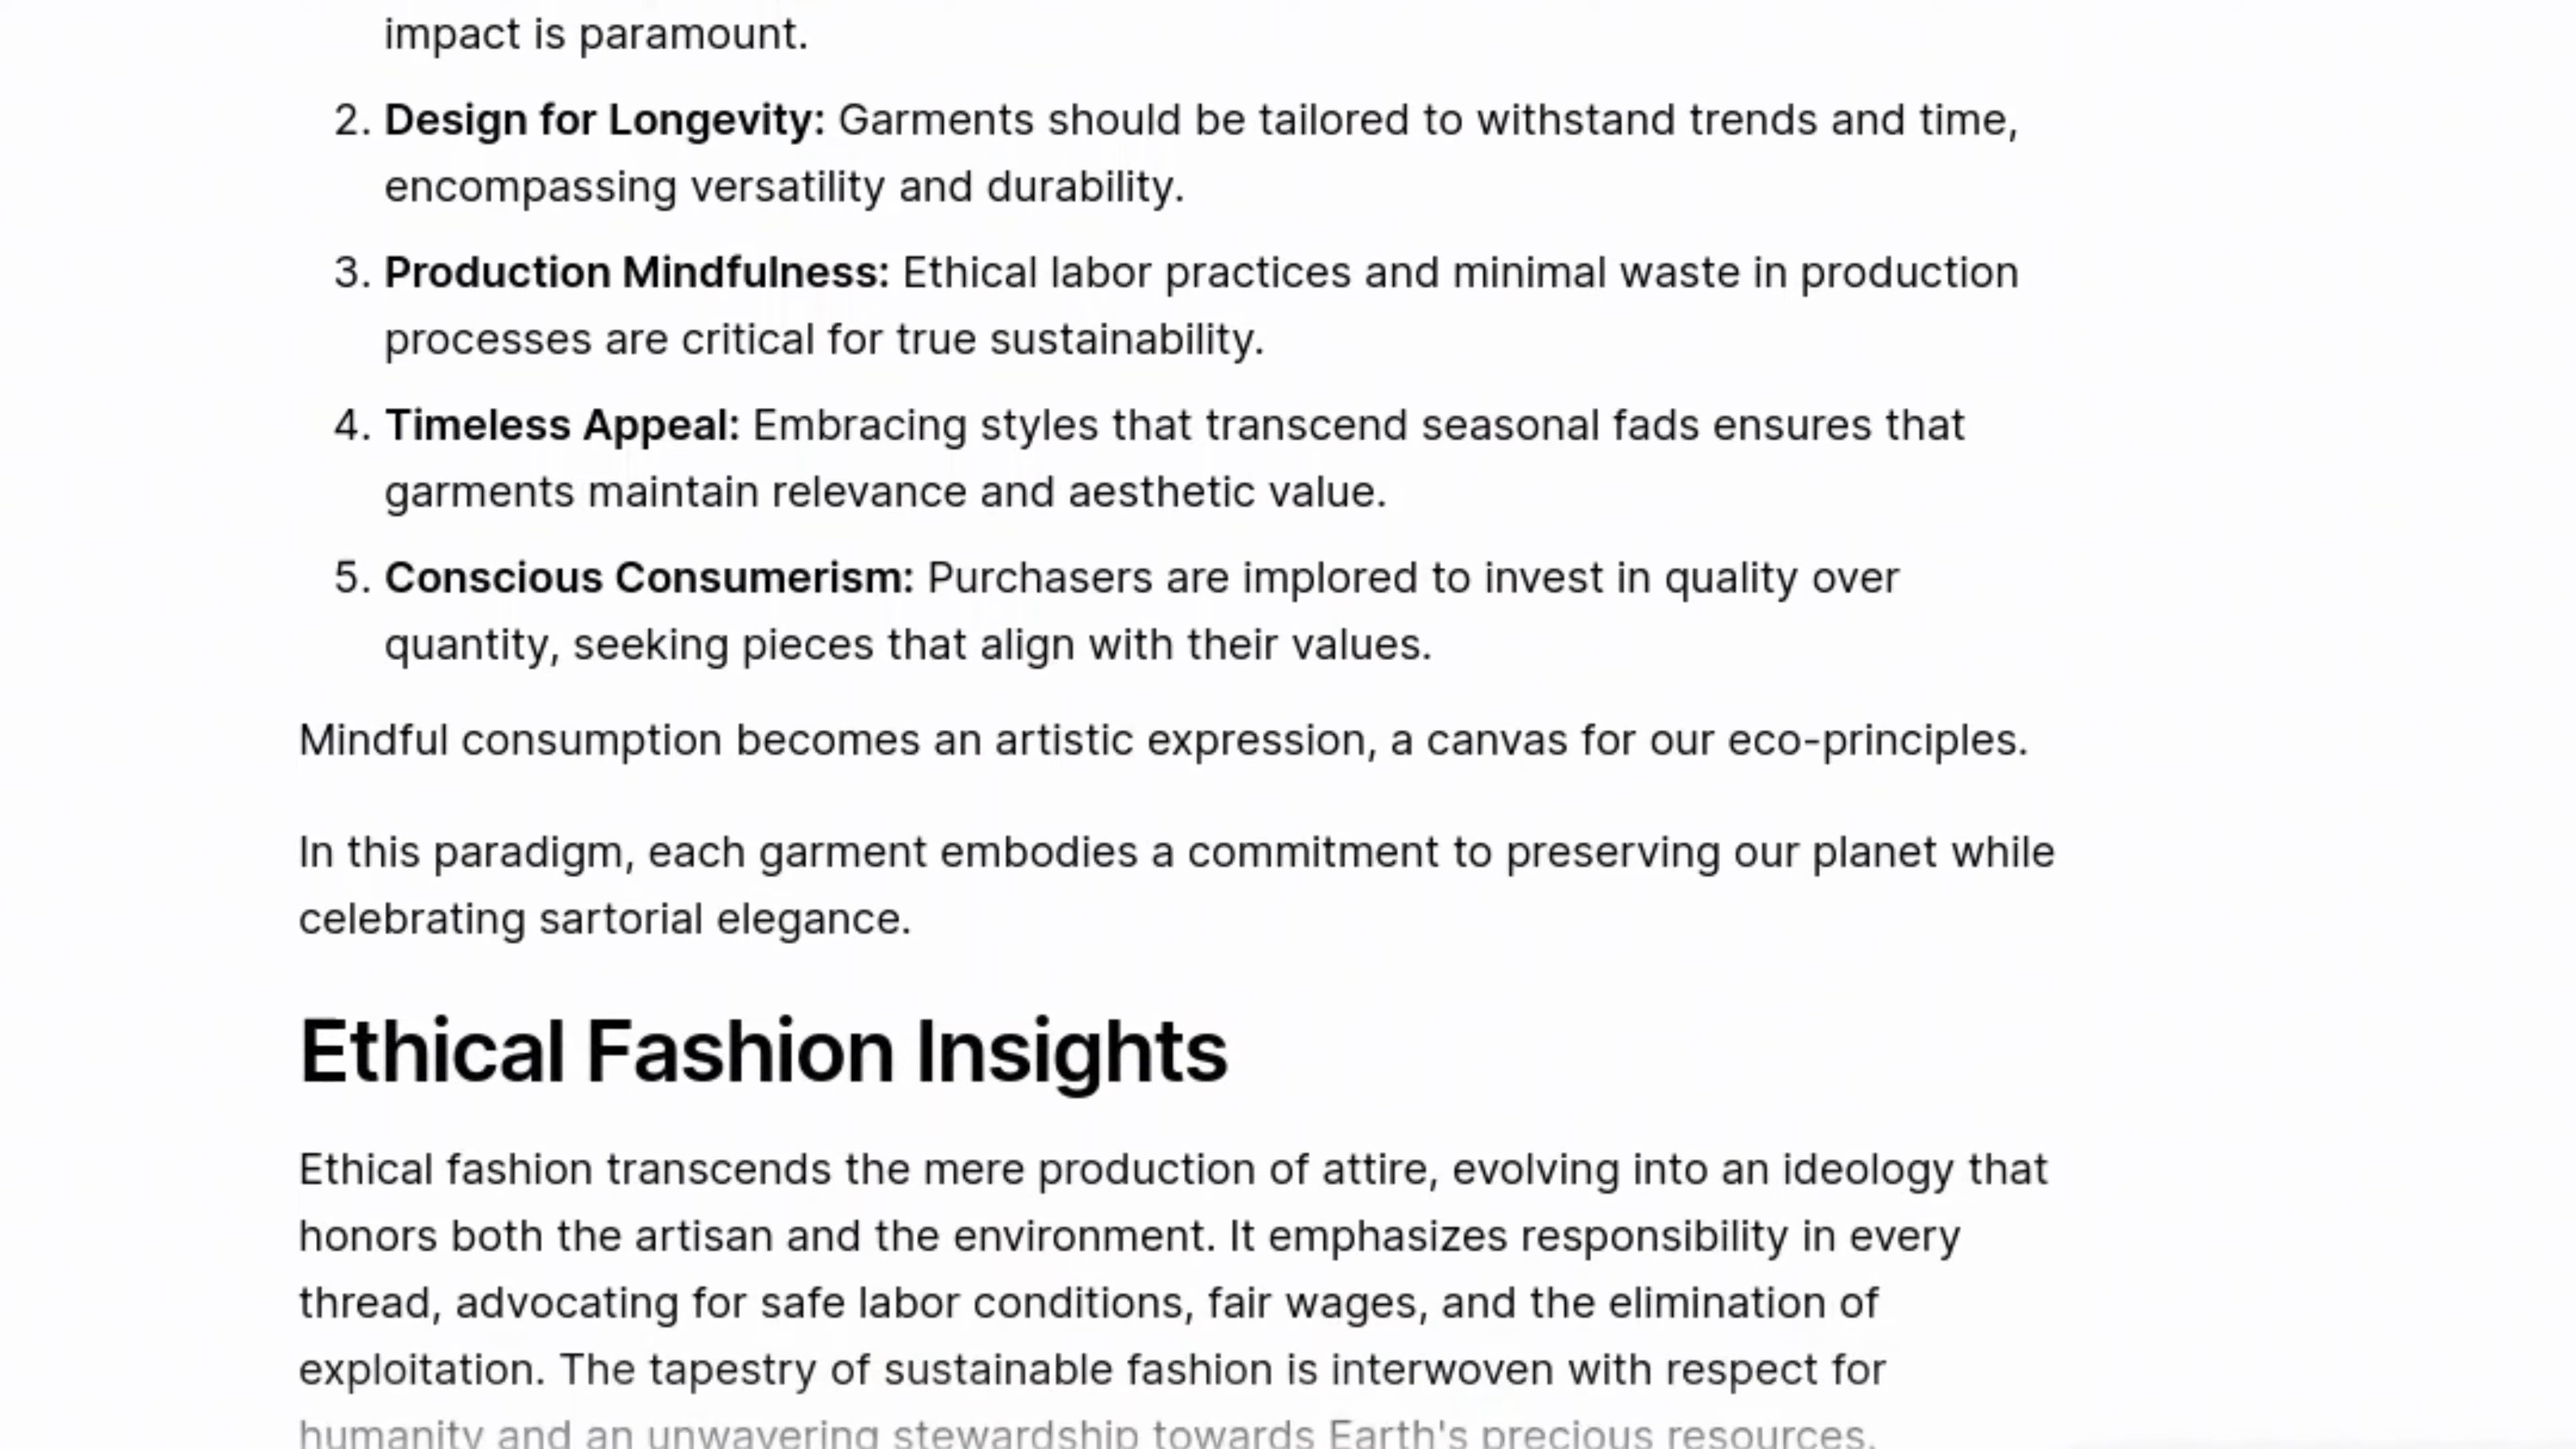 impact is paramount.
2. Design for Longevity: Garments should be tailored to withstand trends and time,
encompassing versatility and durability.
3. Production Mindfulness: Ethical labor practices and minimal waste in production
processes are critical for true sustainability.
4. Timeless Appeal: Embracing styles that transcend seasonal fads ensures that
garments maintain relevance and aesthetic value.
5. Conscious Consumerism: Purchasers are implored to invest in quality over
quantity, seeking pieces that align with their values.
Mindful consumption becomes an artistic expression, a canvas for our eco-principles.
In this paradigm, each garment embodies a commitment to preserving our planet while
celebrating sartorial elegance.
Ethical Fashion Insights
Ethical fashion transcends the mere production of attire, evolving into an ideology that
honors both the artisan and the environment. It emphasizes responsibility in every
thread, advocating for safe labor conditions, fair wages, and the elimination of
exploitation. The tapestry of sustainable fashion is interwoven with respect for
humanity and an unwavering stewardship towards Earth's precious resources.